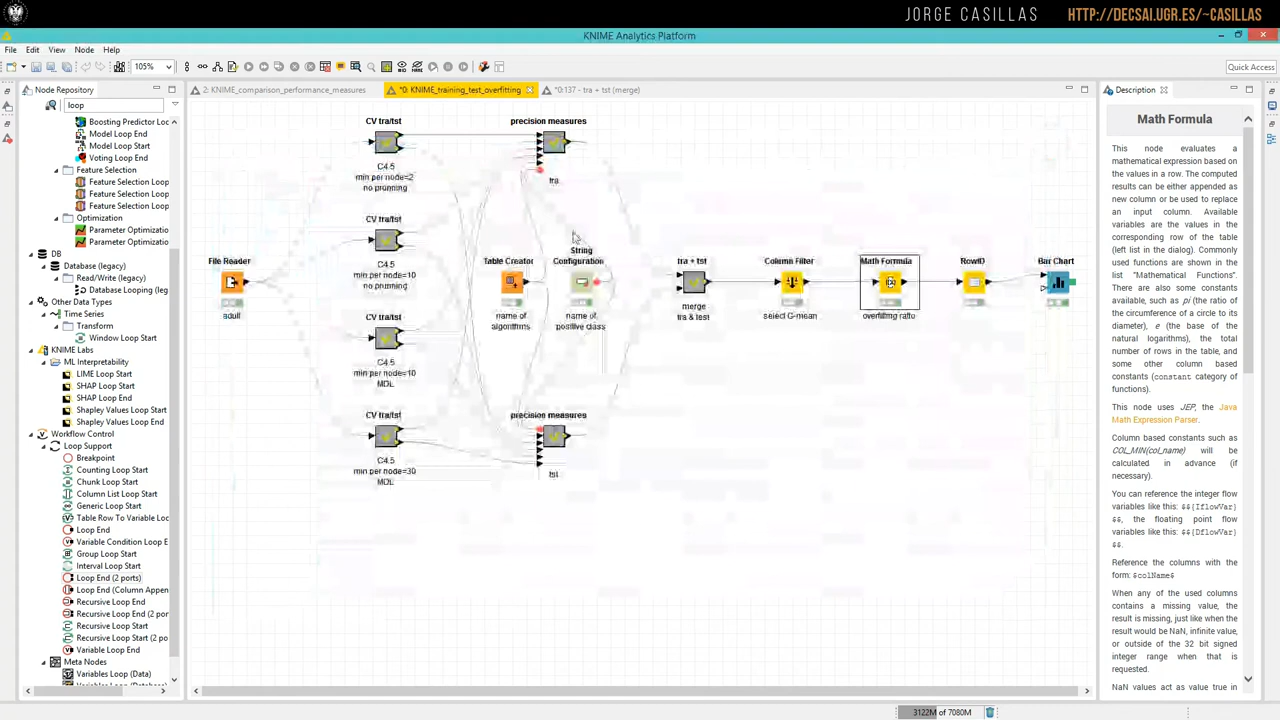 JORGE CASILLAS
HTTP://DECSAI.UGR.ES/~CASILLAS
KNIME Analytics Platform
File Edit View Node Help
105%
Quick Access
Node Repository
loop
Boosting Predictor Lo
Model Loop End
Model Loop Start
Voting Loop End
Feature Selection
Feature Selection Loop
Feature Selection Loop
Feature Selection Loop
Optimization
Parameter Optimizatio
Parameter Optimizatio
DB
Database (legacy)
Read/Write (legacy)
Database Looping (leg
Other Data Types
Time Series
Transform
Window Loop Start
KNIME Labs
ML Interpretability
LIME Loop Start
SHAP Loop Start
SHAP Loop End
Shapley Values Loop Start
Shapley Values Loop End
Workflow Control
Loop Support
Breakpoint
Counting Loop Start
Chunk Loop Start
Column List Loop Start
Generic Loop Start
Table Row To Variable Loc
Loop End
Variable Condition Loop E
Group Loop Start
Interval Loop Start
Loop End (2 ports)
Loop End (Column Appen
Recursive Loop End
Recursive Loop End (2 por
Recursive Loop Start
Recursive Loop Start (2 po
Variable Loop End
Meta Nodes
Variables Loop (Data)
2: KNIME_comparison_performance_measures
*0: KNIME_training_test_overfitting
*0:137 - tra + tst (merge)
CV tra/tst
C4.5
min per node=2
no prunning
CV tra/tst
C4.5
min per node=10
no prunning
CV tra/tst
C4.5
min per node=10
MDL
CV tra/tst
C4.5
min per node=30
MDL
File Reader
adult
precision measures
tra
Table Creator
name of
algorithms
String
Configuration
name of
positive class
precision measures
tst
tra + tst
merge
tra & test
Column Filter
select G-mean
Math Formula
overfitting ratio
RowID
Bar Chart
Description
Math Formula
This node evaluates a
mathematical expression based on
the values in a row. The computed
results can be either appended as
new column or be used to replace
an input column. Available
variables are the values in the
corresponding row of the table
(left list in the dialog). Commonly
used functions are shown in the
list "Mathematical Functions".
There are also some constants
available, such as pi (the ratio of
the circumference of a circle to its
diameter), e (the base of the
natural logarithms), the total
number of rows in the table, and
some other column based
constants (constant category of
functions).
This node uses JEP, the Java
Math Expression Parser.
Column based constants such as
COL_MIN(col_name) will be
calculated in advance (if
necessary).
You can reference the integer flow
variables like this: $${IflowVar}
$$, the floating point flow
variables like this: $${DflowVar}
$$.
Reference the columns with the
form: $colName$
When any of the used columns
contains a missing value, the
result is missing, just like when the
result would be NaN, infinite value,
or outside of the 32 bit signed
integer range when that is
requested.
NaN values act as value true in
3122M of 7080M